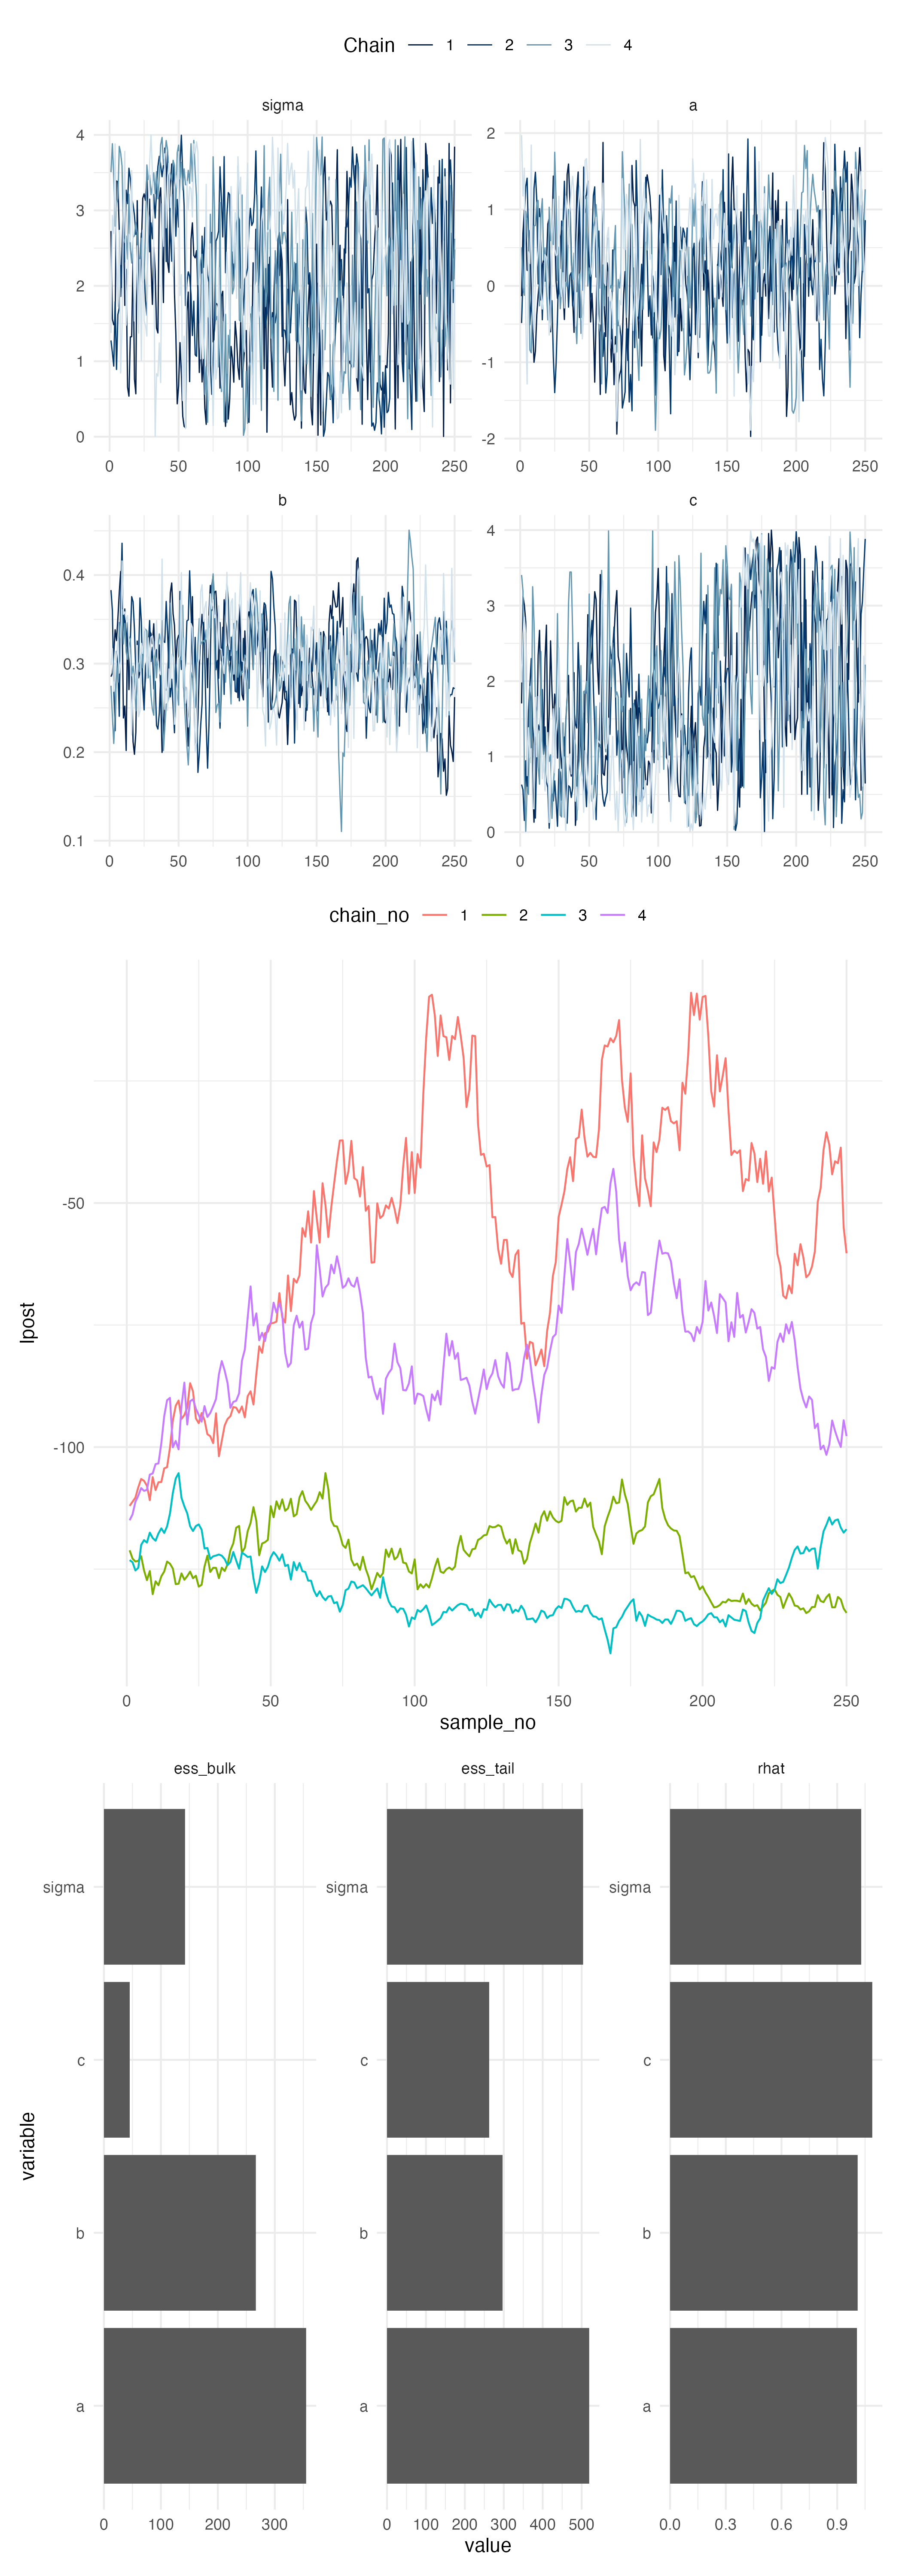 Chain 1 2 3 4
sigma a
4 3 2 1 0
2 1 0 -1 -2
0 50 100 150 200 250 0 50 100 150 200 250
b c
0.4 0.3 0.2 0.1
4 3 2 1 0
0 50 100 150 200 250 0 50 100 150 200 250
chain_no 1 2 3 4
lpost
-50
-100
0 50 100 150 200 250
sample_no
ess_bulk ess_tail rhat
variable
sigma sigma sigma
c c c
b b b
a a a
0 100 200 300 0 100 200 300 400 500 0.0 0.3 0.6 0.9
value